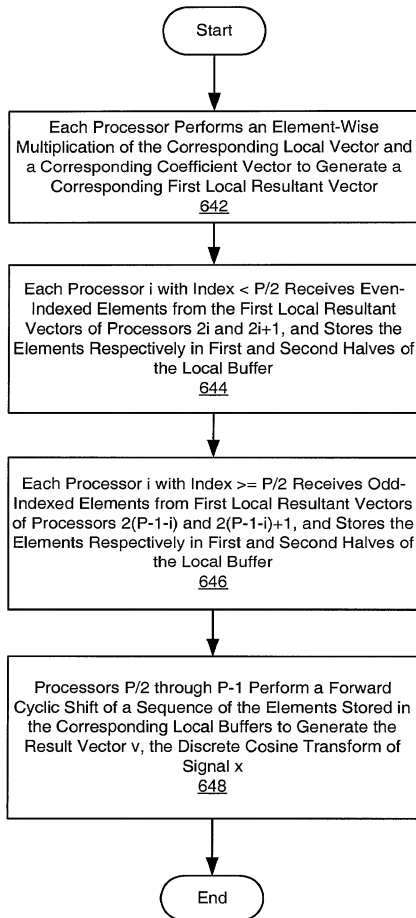 Start
Each Processor Performs an Element-Wise
Multiplication of the Corresponding Local Vector and
a Corresponding Coefficient Vector to Generate a
Corresponding First Local Resultant Vector
642
Each Processor i with Index < P/2 Receives Even-
Indexed Elements from the First Local Resultant
Vectors of Processors 2i and 2i+1, and Stores the
Elements Respectively in First and Second Halves of
the Local Buffer
644
Each Processor i with Index >= P/2 Receives Odd-
Indexed Elements from First Local Resultant Vectors
of Processors 2(P-1-i) and 2(P-1-i)+1, and Stores the
Elements Respectively in First and Second Halves of
the Local Buffer
646
Processors P/2 through P-1 Perform a Forward
Cyclic Shift of a Sequence of the Elements Stored in
the Corresponding Local Buffers to Generate the
Result Vector v, the Discrete Cosine Transform of
Signal x
648
End